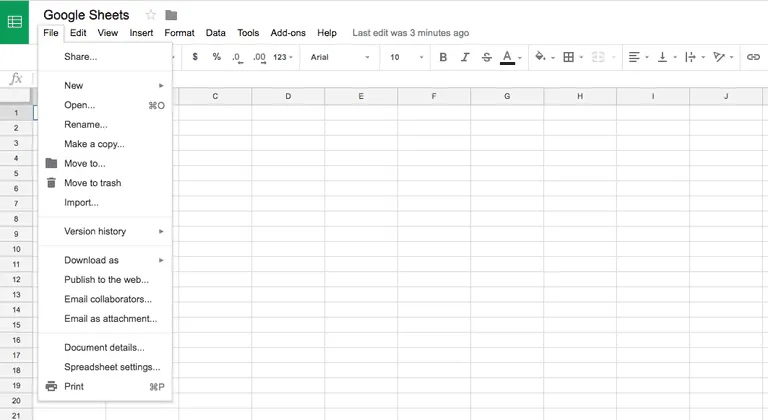 Google Sheets
File Edit View Insert Format Data Tools Add-ons Help Last edit was 3 minutes ago
$ % .0 .00 123 Arial 10 B I S A
fx
Share...
New
Open... ⌘O
Rename...
Make a copy...
Move to...
Move to trash
Import...
Version history
Download as
Publish to the web...
Email collaborators...
Email as attachment...
Document details...
Spreadsheet settings...
Print ⌘P
C D E F G H I J
1
2
3
4
5
6
7
8
9
10
11
12
13
14
15
16
17
18
19
20
21